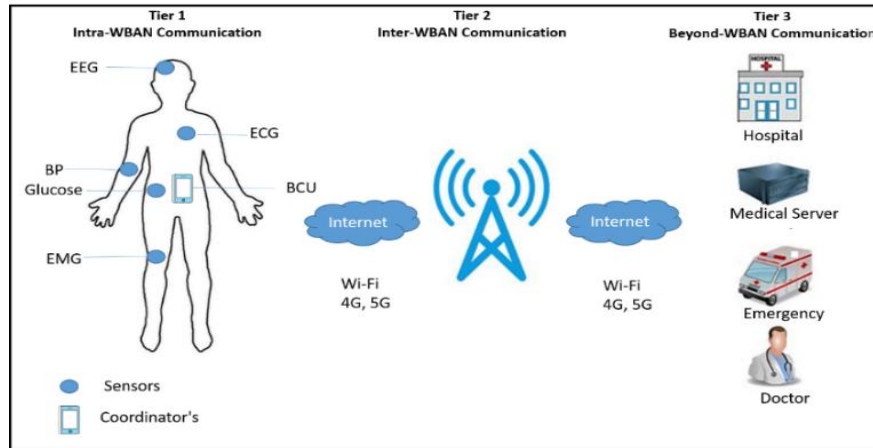 Tier 1
Intra-WBAN Communication
Tier 2
Inter-WBAN Communication
Tier 3
Beyond-WBAN Communication
EEG
ECG
BP
Glucose
BCU
EMG
Sensors
Coordinator's
Internet
Wi-Fi
4G, 5G
Internet
Wi-Fi
4G, 5G
HOSPITAL
Hospital
Medical Server
Emergency
Doctor